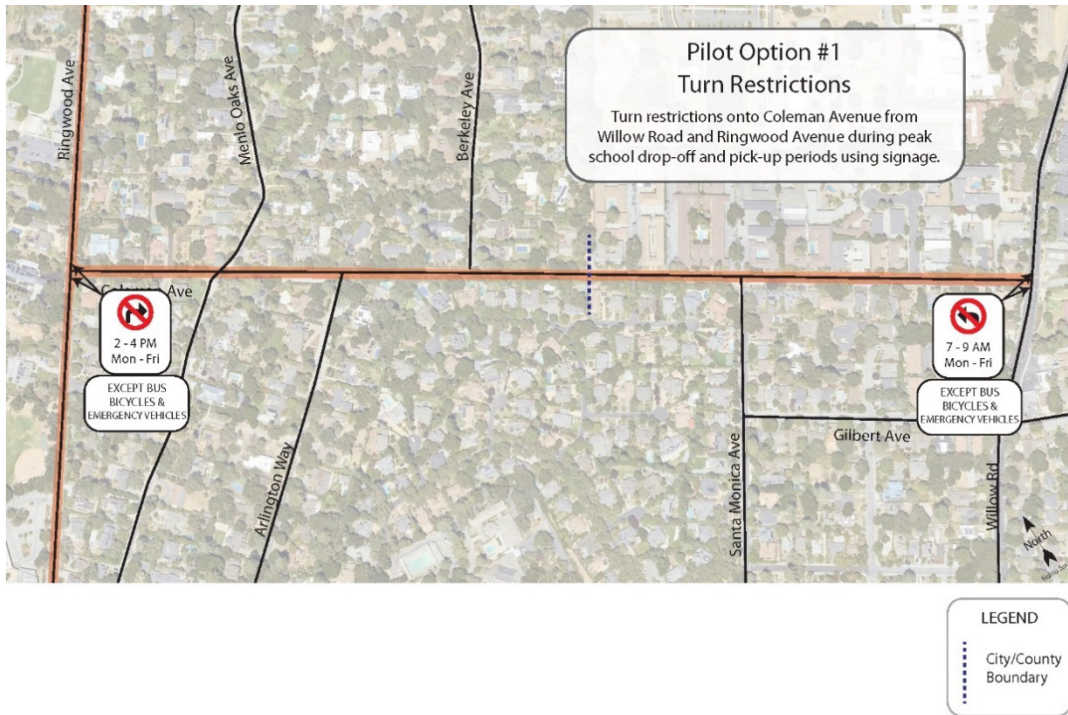 Pilot Option #1
Turn Restrictions
Turn restrictions onto Coleman Avenue from
Willow Road and Ringwood Avenue during peak
school drop-off and pick-up periods using signage.
Ringwood Ave
Menlo Oaks Ave
Berkeley Ave
Coleman Ave
2 - 4 PM
Mon - Fri
EXCEPT BUS
BICYCLES &
EMERGENCY VEHICLES
7 - 9 AM
Mon - Fri
EXCEPT BUS
BICYCLES &
EMERGENCY VEHICLES
Arlington Way
Santa Monica Ave
Gilbert Ave
Willow Rd
North
LEGEND
City/County
Boundary